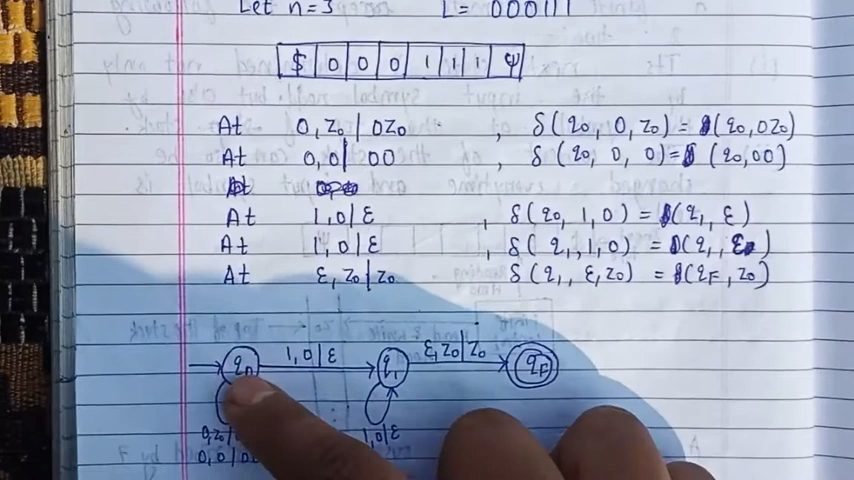 Let n=3 L= 000111
$ 0 0 0 1 1 1 Ψ
At 0, z0 | 0z0 , δ(q0, 0, z0) = (q0, 0z0)
At 0,0 | 00 , δ(q0, 0, 0) = (q0, 00)
At
At 1,0 | ε , δ(q0, 1, 0) = (q1, ε)
At 1,0 | ε , δ(q1, 1, 0) = (q1, ε)
At ε, z0 | z0 δ(q1, ε, z0) = (qF, z0)
1,0|ε ε, z0|z0
q0 q1 qF
0,z0| 1,0|ε
0,0|0